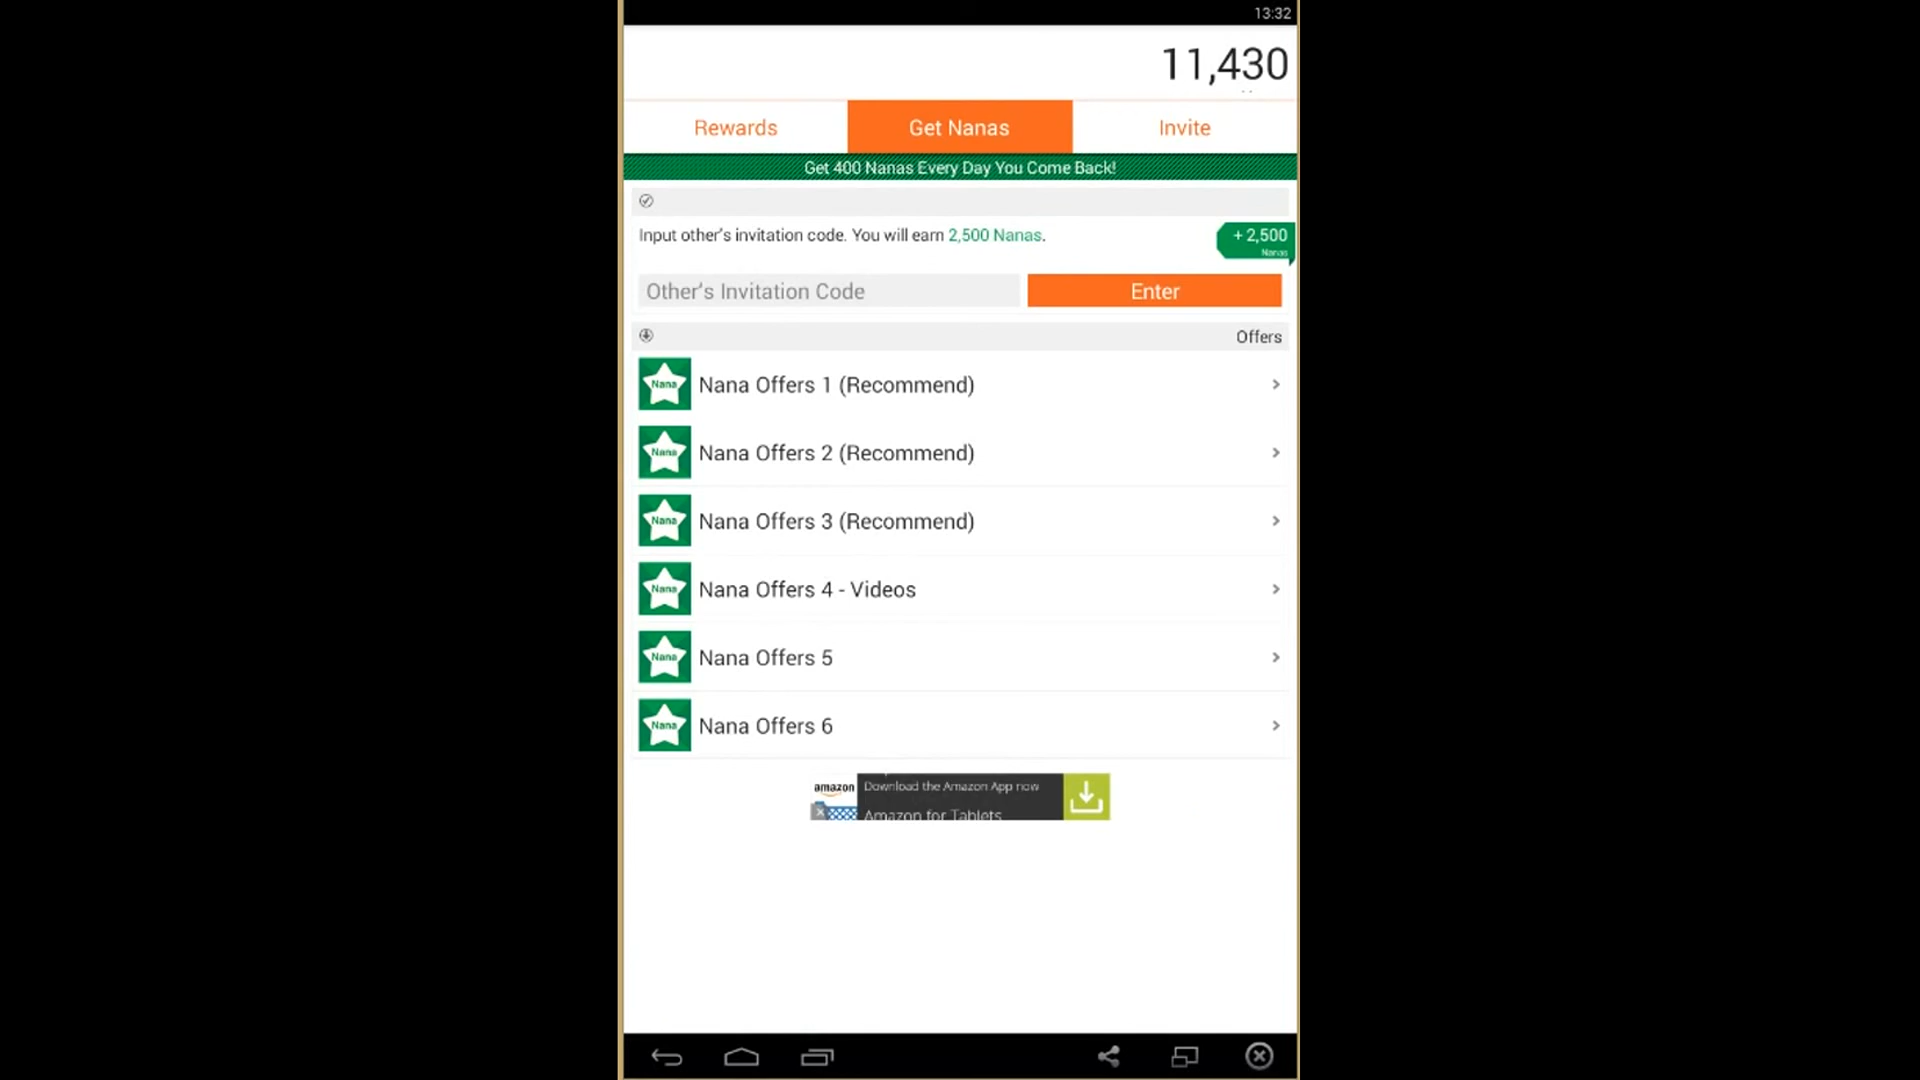 13:32
11,430
Rewards
Get Nanas
Invite
Get 400 Nanas Every Day You Come Back!
Input other's invitation code. You will earn 2,500 Nanas.
+ 2,500
Nanas
Other's Invitation Code
Enter
Offers
Nana
Nana Offers 1 (Recommend)
Nana
Nana Offers 2 (Recommend)
Nana
Nana Offers 3 (Recommend)
Nana
Nana Offers 4 - Videos
Nana
Nana Offers 5
Nana
Nana Offers 6
amazon
Download the Amazon App now
Amazon for Tablets